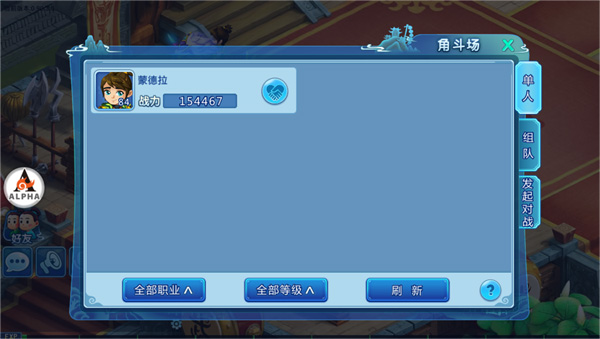 角斗场
蒙德拉
84
战力 154467
单人
组队
发起对战
ALPHA
好友
全部职业
全部等级
刷新
?
EXP